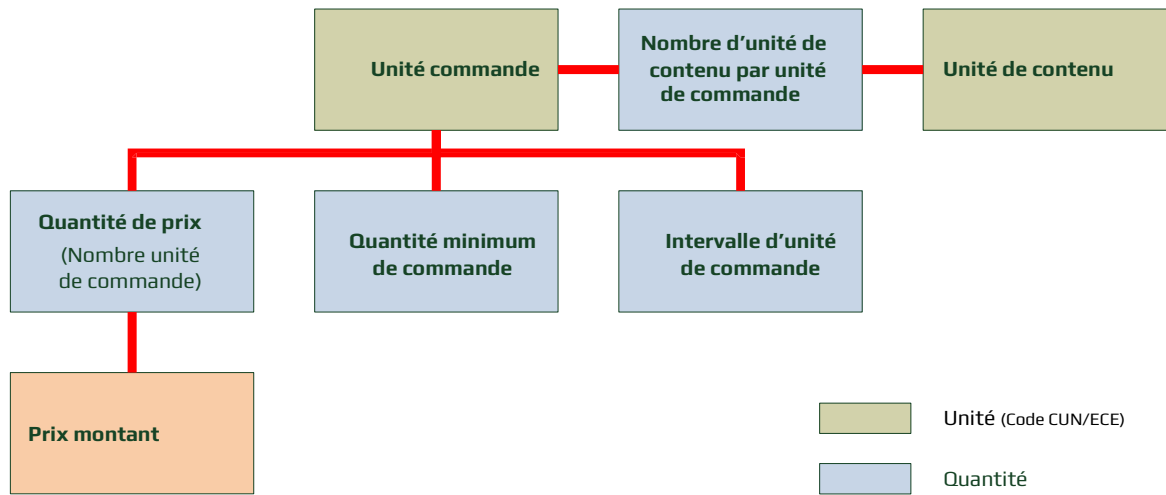 Unité commande
Nombre d’unité de
contenu par unité
de commande
Unité de contenu
Quantité de prix
(Nombre unité
de commande)
Quantité minimum
de commande
Intervalle d’unité
de commande
Prix montant
Unité (Code CUN/ECE)
Quantité